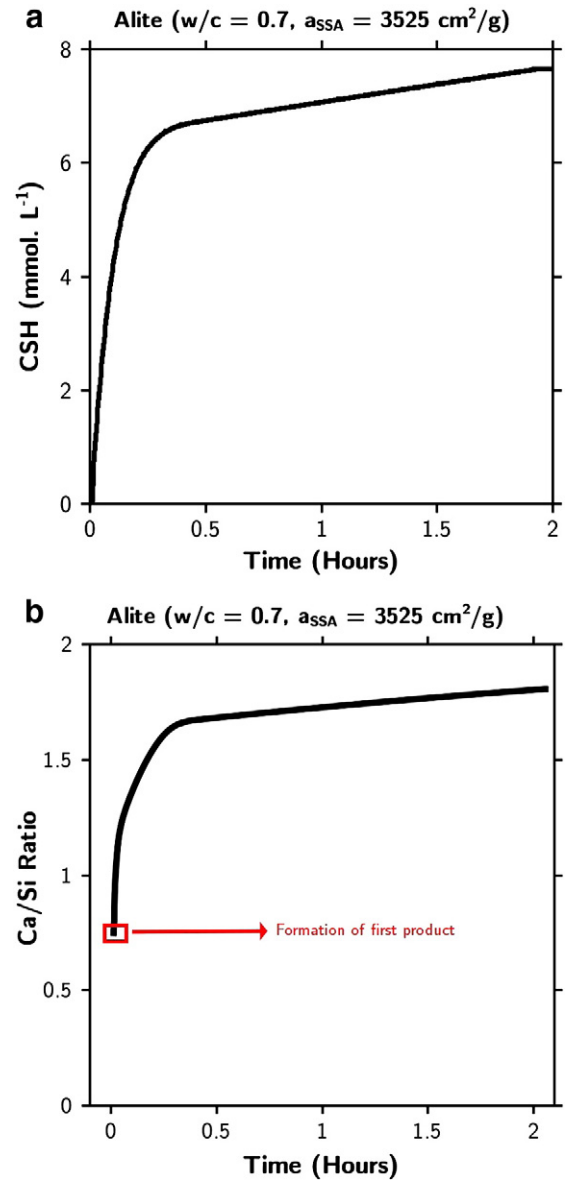 a
Alite (w/c = 0.7, aSSA = 3525 cm²/g)
8
6
4
2
0
CSH (mmol. L⁻¹)
0 0.5 1 1.5 2
Time (Hours)
b
Alite (w/c = 0.7, aSSA = 3525 cm²/g)
2
1.5
1
0.5
0
Ca/Si Ratio
Formation of first product
0 0.5 1 1.5 2
Time (Hours)